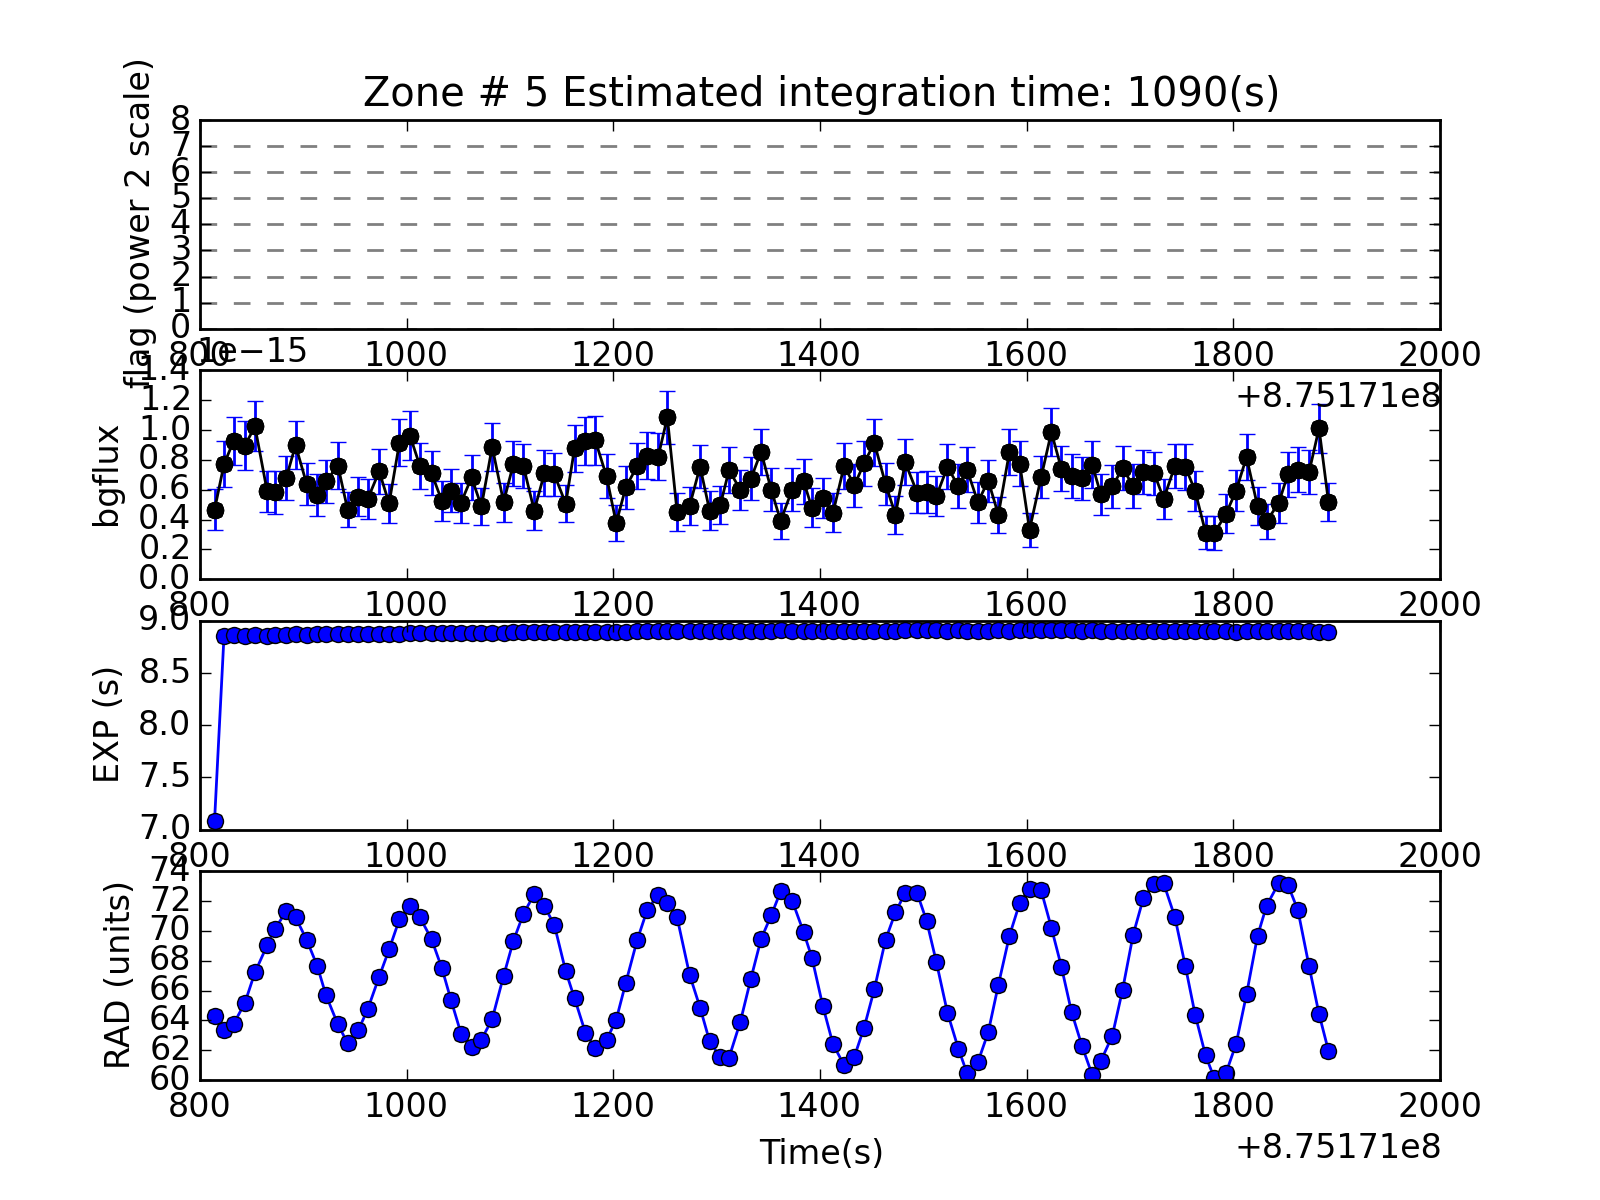 Zone # 5 Estimated integration time: 1090(s)
flag (power 2 scale)
8
7
6
5
4
3
2
1
0
800 1000 1200 1400 1600 1800 2000
1e−15
+8.75171e8
bgflux
1.4
1.2
1.0
0.8
0.6
0.4
0.2
0.0
800 1000 1200 1400 1600 1800 2000
EXP (s)
9.0
8.5
8.0
7.5
7.0
800 1000 1200 1400 1600 1800 2000
RAD (units)
74
72
70
68
66
64
62
60
800 1000 1200 1400 1600 1800 2000
Time(s)
+8.75171e8